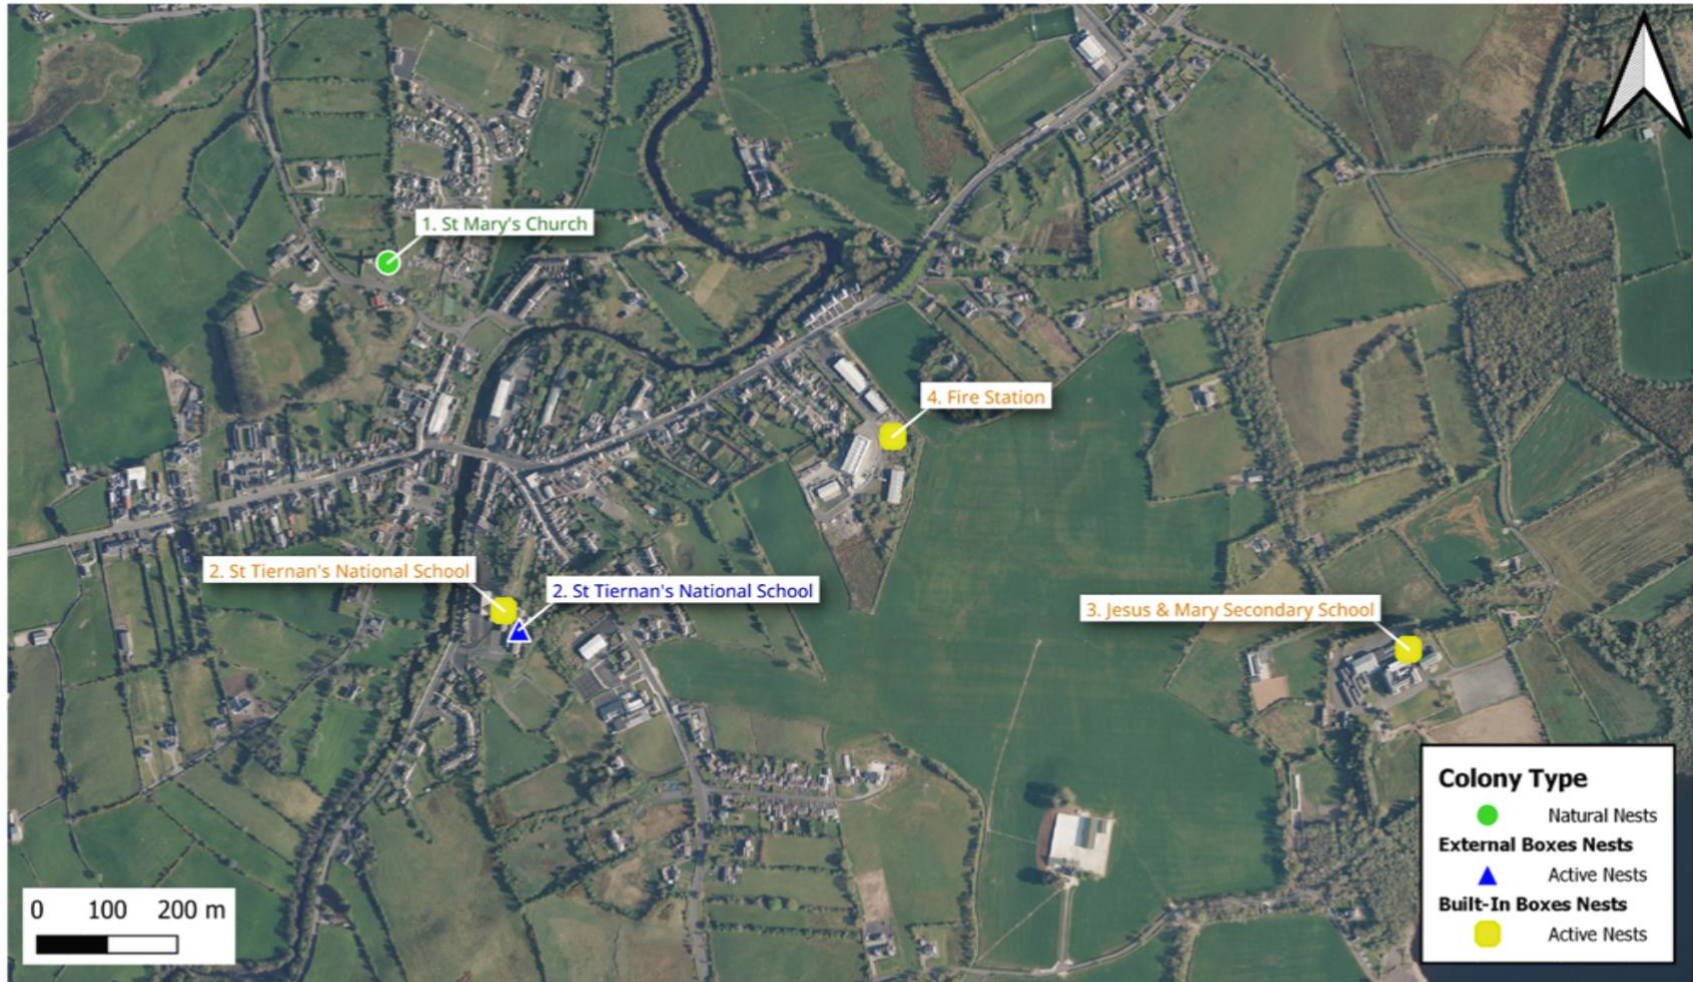 1. St Mary's Church
4. Fire Station
2. St Tiernan's National School
2. St Tiernan's National School
3. Jesus & Mary Secondary School
0 100 200 m
Colony Type
Natural Nests
External Boxes Nests
Active Nests
Built-In Boxes Nests
Active Nests